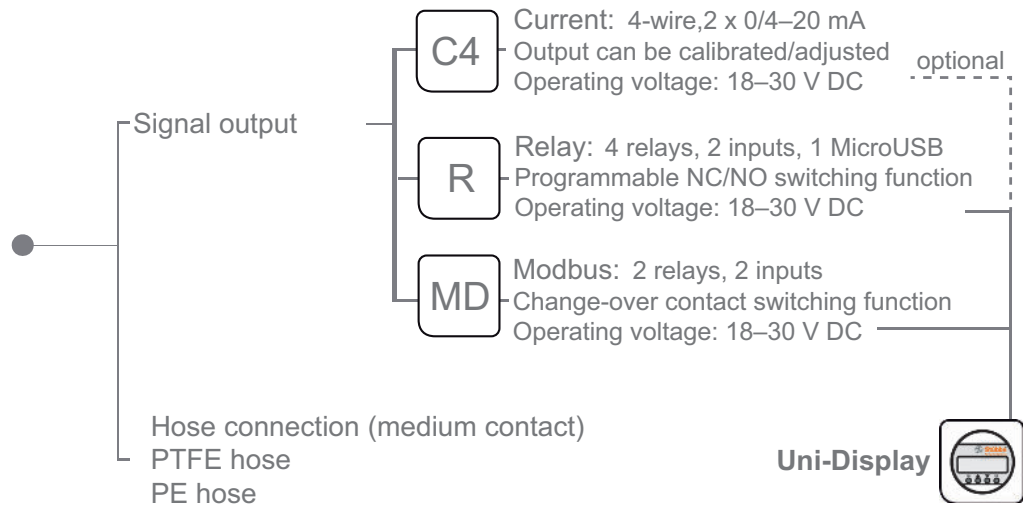 C4
Current: 4-wire,2 x 0/4–20 mA
Output can be calibrated/adjusted
Operating voltage: 18–30 V DC
optional
Signal output
R
Relay: 4 relays, 2 inputs, 1 MicroUSB
Programmable NC/NO switching function
Operating voltage: 18–30 V DC
MD
Modbus: 2 relays, 2 inputs
Change-over contact switching function
Operating voltage: 18–30 V DC
Hose connection (medium contact)
PTFE hose
PE hose
Uni-Display